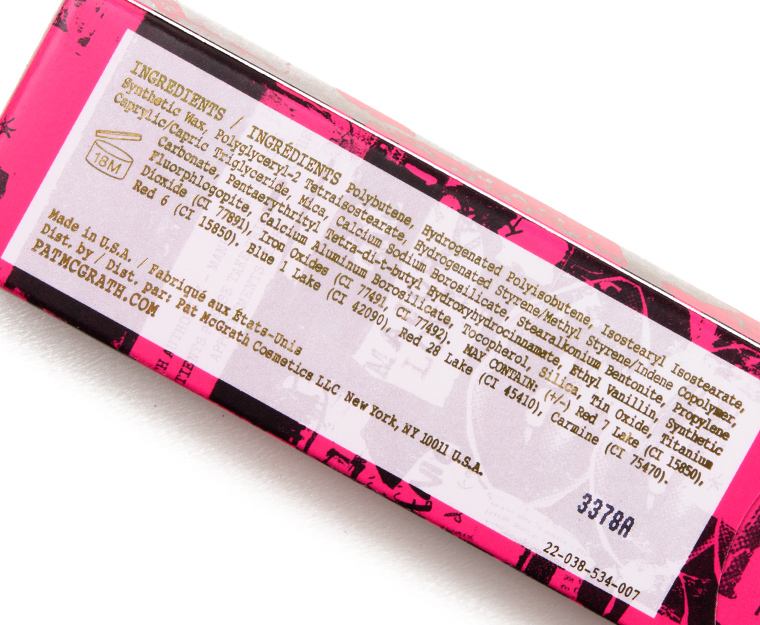 INGREDIENTS / INGRÉDIENTS Polybutene, Hydrogenated Polyisobutene, Isostearyl Isostearate,
Synthetic Wax, Polyglyceryl-2 Tetraisostearate, Hydrogenated Styrene/Methyl Styrene/Indene Copolymer,
Caprylic/Capric Triglyceride, Mica, Calcium Sodium Borosilicate, Stearalkonium Bentonite, Propylene
Carbonate, Pentaerythrityl Tetra-di-t-butyl Hydroxyhydrocinnamate, Ethyl Vanillin, Synthetic
Fluorphlogopite, Calcium Aluminum Borosilicate, Tocopherol, Silica, Tin Oxide, Titanium
Dioxide (CI 77891), Iron Oxides (CI 77491, CI 77492). MAY CONTAIN: (+/-) Red 7 Lake (CI 15850),
Red 6 (CI 15850), Blue 1 Lake (CI 42090), Red 28 Lake (CI 45410), Carmine (CI 75470).
18M
Made in U.S.A. / Fabriqué aux États-Unis
Dist. by / Dist. par: Pat McGrath Cosmetics LLC New York, NY 10011 U.S.A.
PATMCGRATH.COM
3378A
22-038-534-007